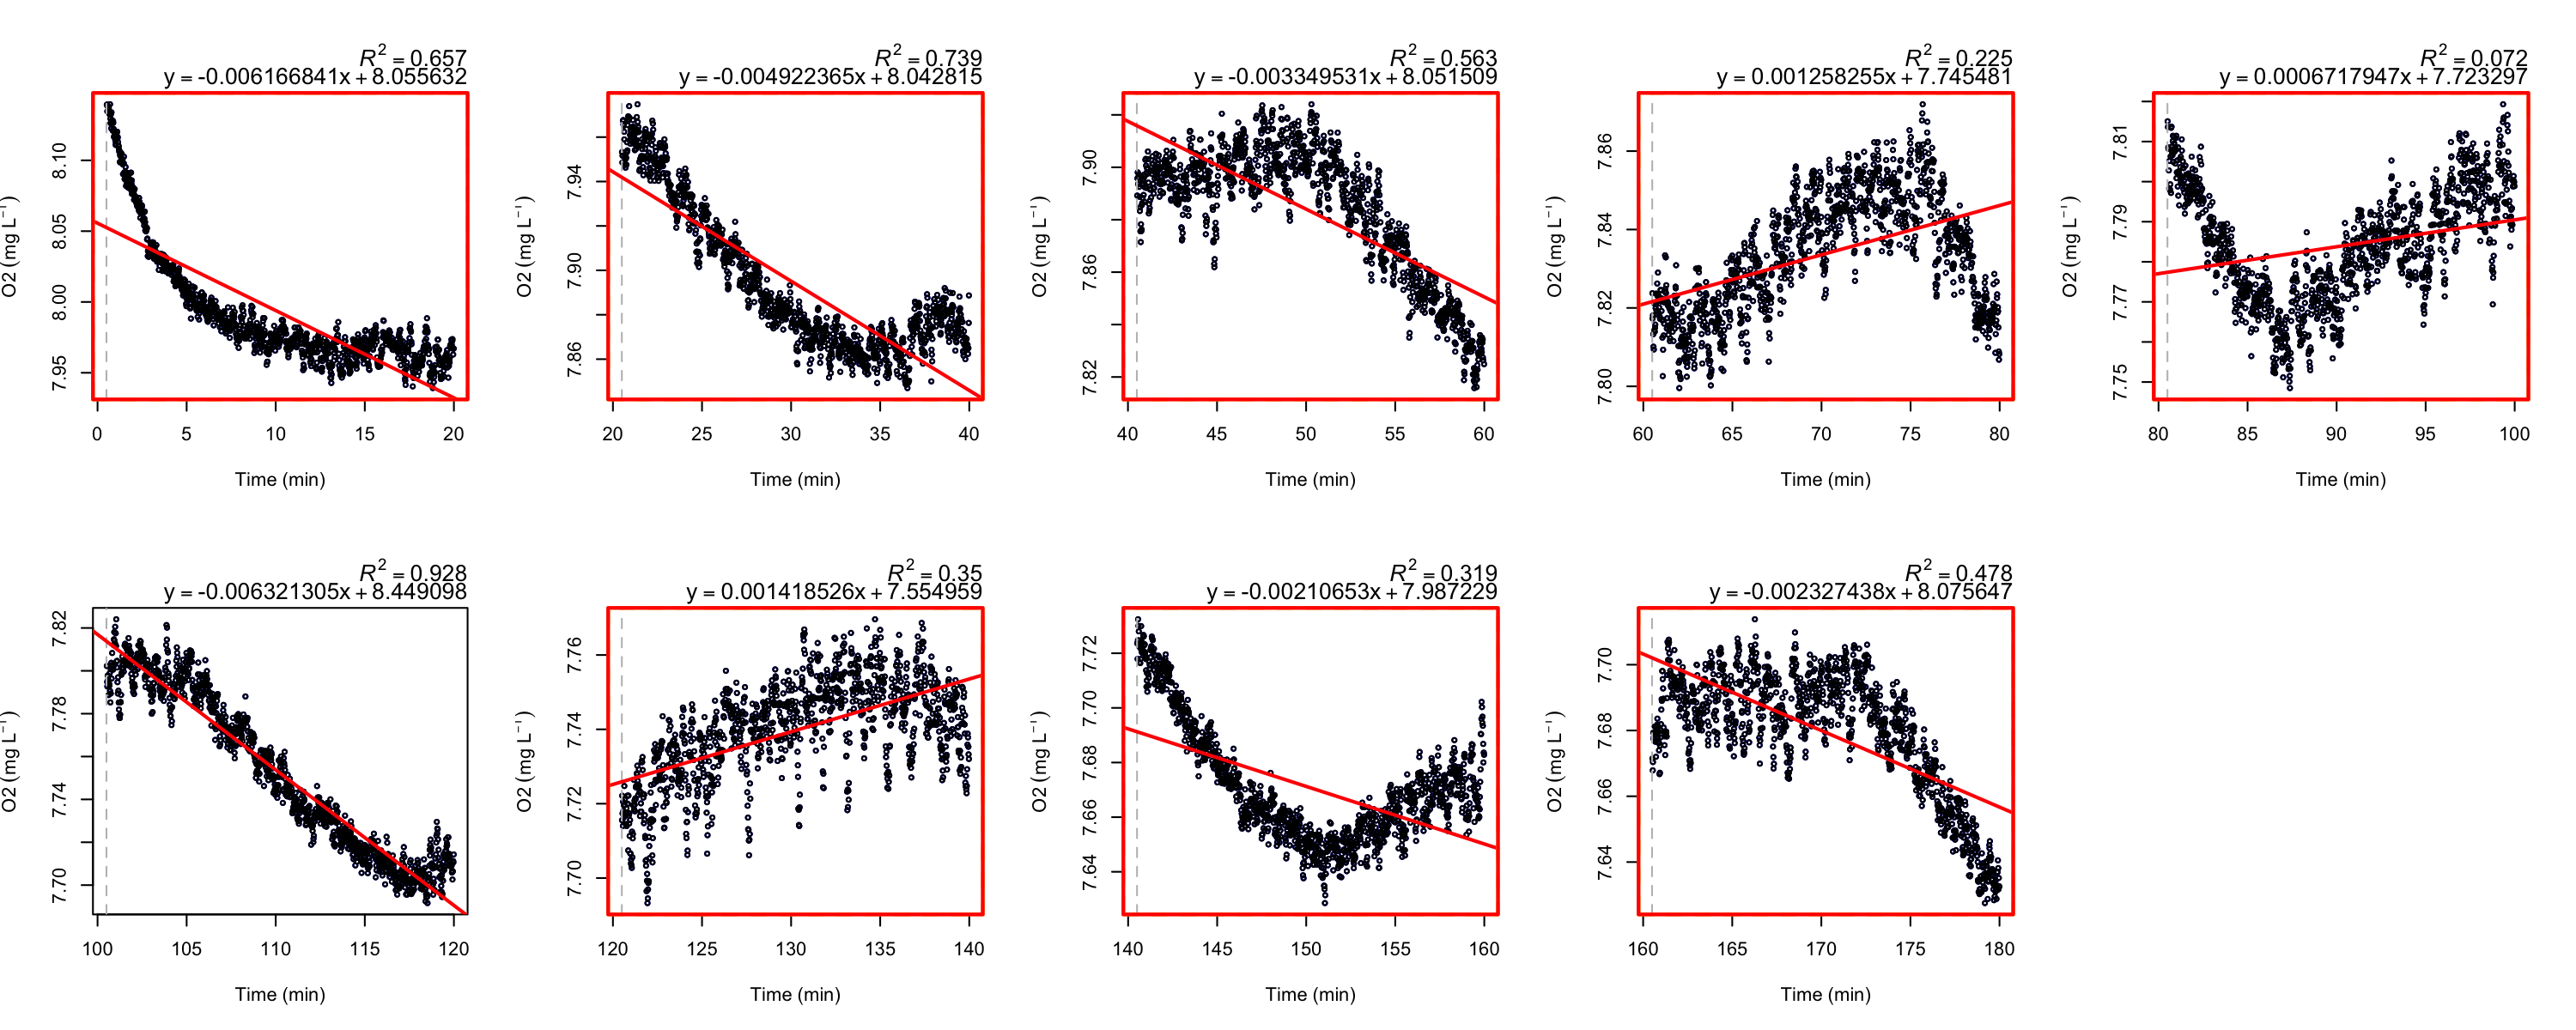 R² = 0.657
y = -0.006166841x + 8.055632
O2 (mg L⁻¹)
8.10
8.05
8.00
7.95
0 5 10 15 20
Time (min)
R² = 0.739
y = -0.004922365x + 8.042815
O2 (mg L⁻¹)
7.94
7.90
7.86
20 25 30 35 40
Time (min)
R² = 0.563
y = -0.003349531x + 8.051509
O2 (mg L⁻¹)
7.90
7.86
7.82
40 45 50 55 60
Time (min)
R² = 0.225
y = 0.001258255x + 7.745481
O2 (mg L⁻¹)
7.86
7.84
7.82
7.80
60 65 70 75 80
Time (min)
R² = 0.072
y = 0.0006717947x + 7.723297
O2 (mg L⁻¹)
7.81
7.79
7.77
7.75
80 85 90 95 100
Time (min)
R² = 0.928
y = -0.006321305x + 8.449098
O2 (mg L⁻¹)
7.82
7.78
7.74
7.70
100 105 110 115 120
Time (min)
R² = 0.35
y = 0.001418526x + 7.554959
O2 (mg L⁻¹)
7.76
7.74
7.72
7.70
120 125 130 135 140
Time (min)
R² = 0.319
y = -0.00210653x + 7.987229
O2 (mg L⁻¹)
7.72
7.70
7.68
7.66
7.64
140 145 150 155 160
Time (min)
R² = 0.478
y = -0.002327438x + 8.075647
O2 (mg L⁻¹)
7.70
7.68
7.66
7.64
160 165 170 175 180
Time (min)